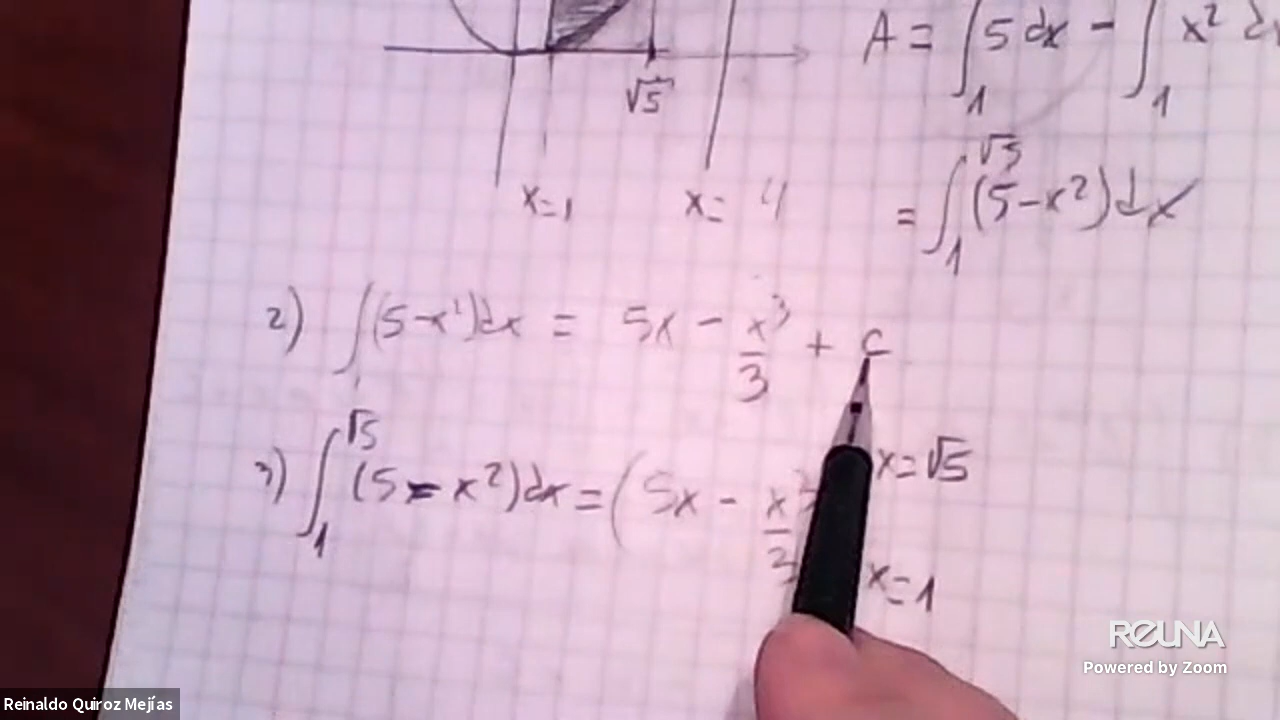 A = ∫₁ 5 dx - ∫₁ x² d
√5
= ∫₁^√5 (5-x²) dx
x=1 x= 4
2) ∫(5-x²)dx = 5x - x³/3 + c
3) ∫₁^√5 (5-x²)dx = (5x - x³/3 x=√5
x=1
REUNA
Powered by Zoom
Reinaldo Quiroz Mejías